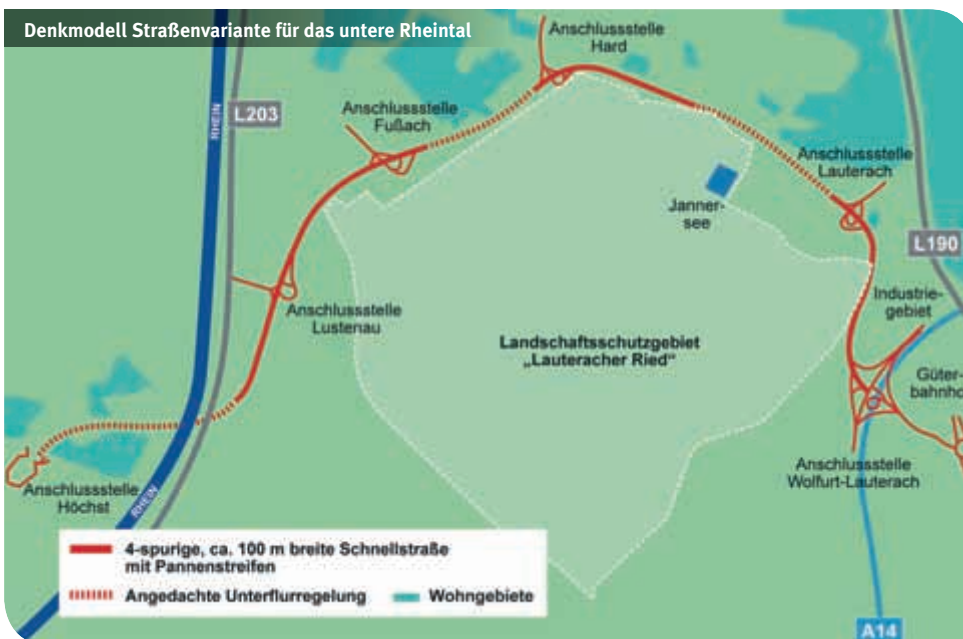 Denkmodell Straßenvariante für das untere Rheintal
Anschlussstelle
Hard
RHEIN
L203
Anschlussstelle
Fußach
Anschlussstelle
Lauterach
Janner-
see
L190
Industrie-
gebiet
Anschlussstelle
Lustenau
Landschaftsschutzgebiet
„Lauteracher Ried"
Güter-
bahnho
Anschlussstelle
Wolfurt-Lauterach
Anschlussstelle
Höchst
RHEIN
4-spurige, ca. 100 m breite Schnellstraße
mit Pannenstreifen
Angedachte Unterflurregelung
Wohngebiete
A14